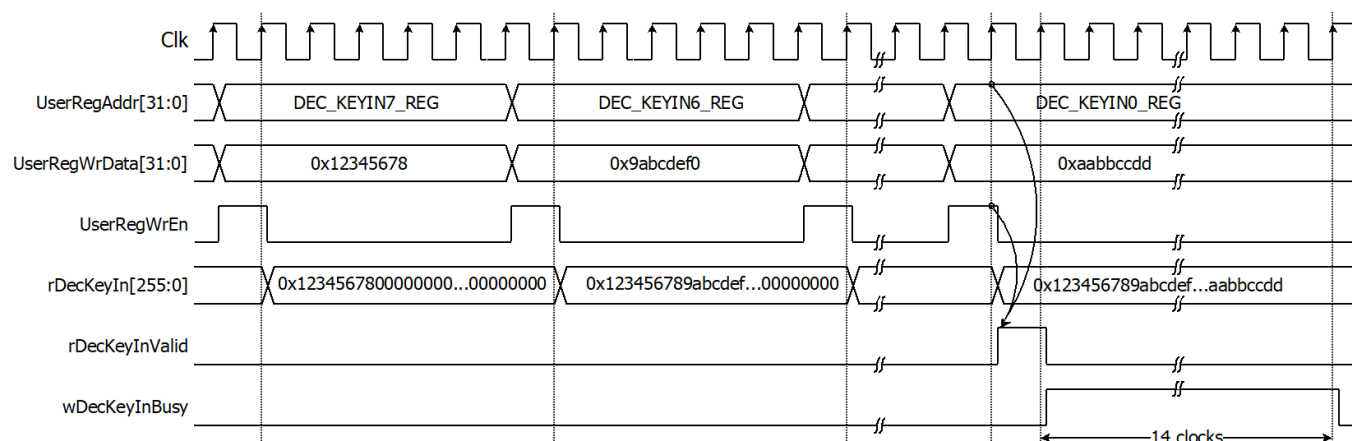 Clk
UserRegAddr[31:0] DEC_KEYIN7_REG DEC_KEYIN6_REG DEC_KEYIN0_REG
UserRegWrData[31:0] 0x12345678 0x9abcdef0 0xaabbccdd
UserRegWrEn
rDecKeyIn[255:0] 0x1234567800000000...00000000 0x123456789abcdef...00000000 0x123456789abcdef...aabbccdd
rDecKeyInValid
wDecKeyInBusy
14 clocks